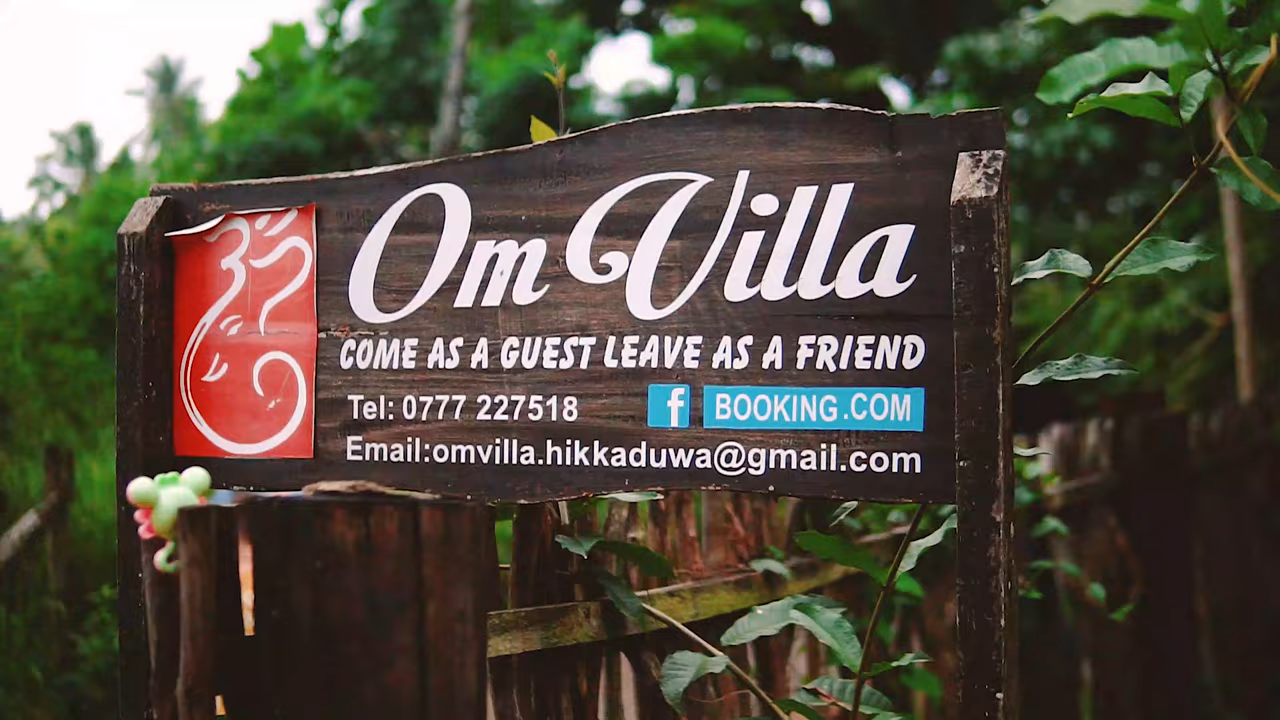 Om Villa
COME AS A GUEST LEAVE AS A FRIEND
Tel: 0777 227518
f BOOKING.COM
Email:omvilla.hikkaduwa@gmail.com